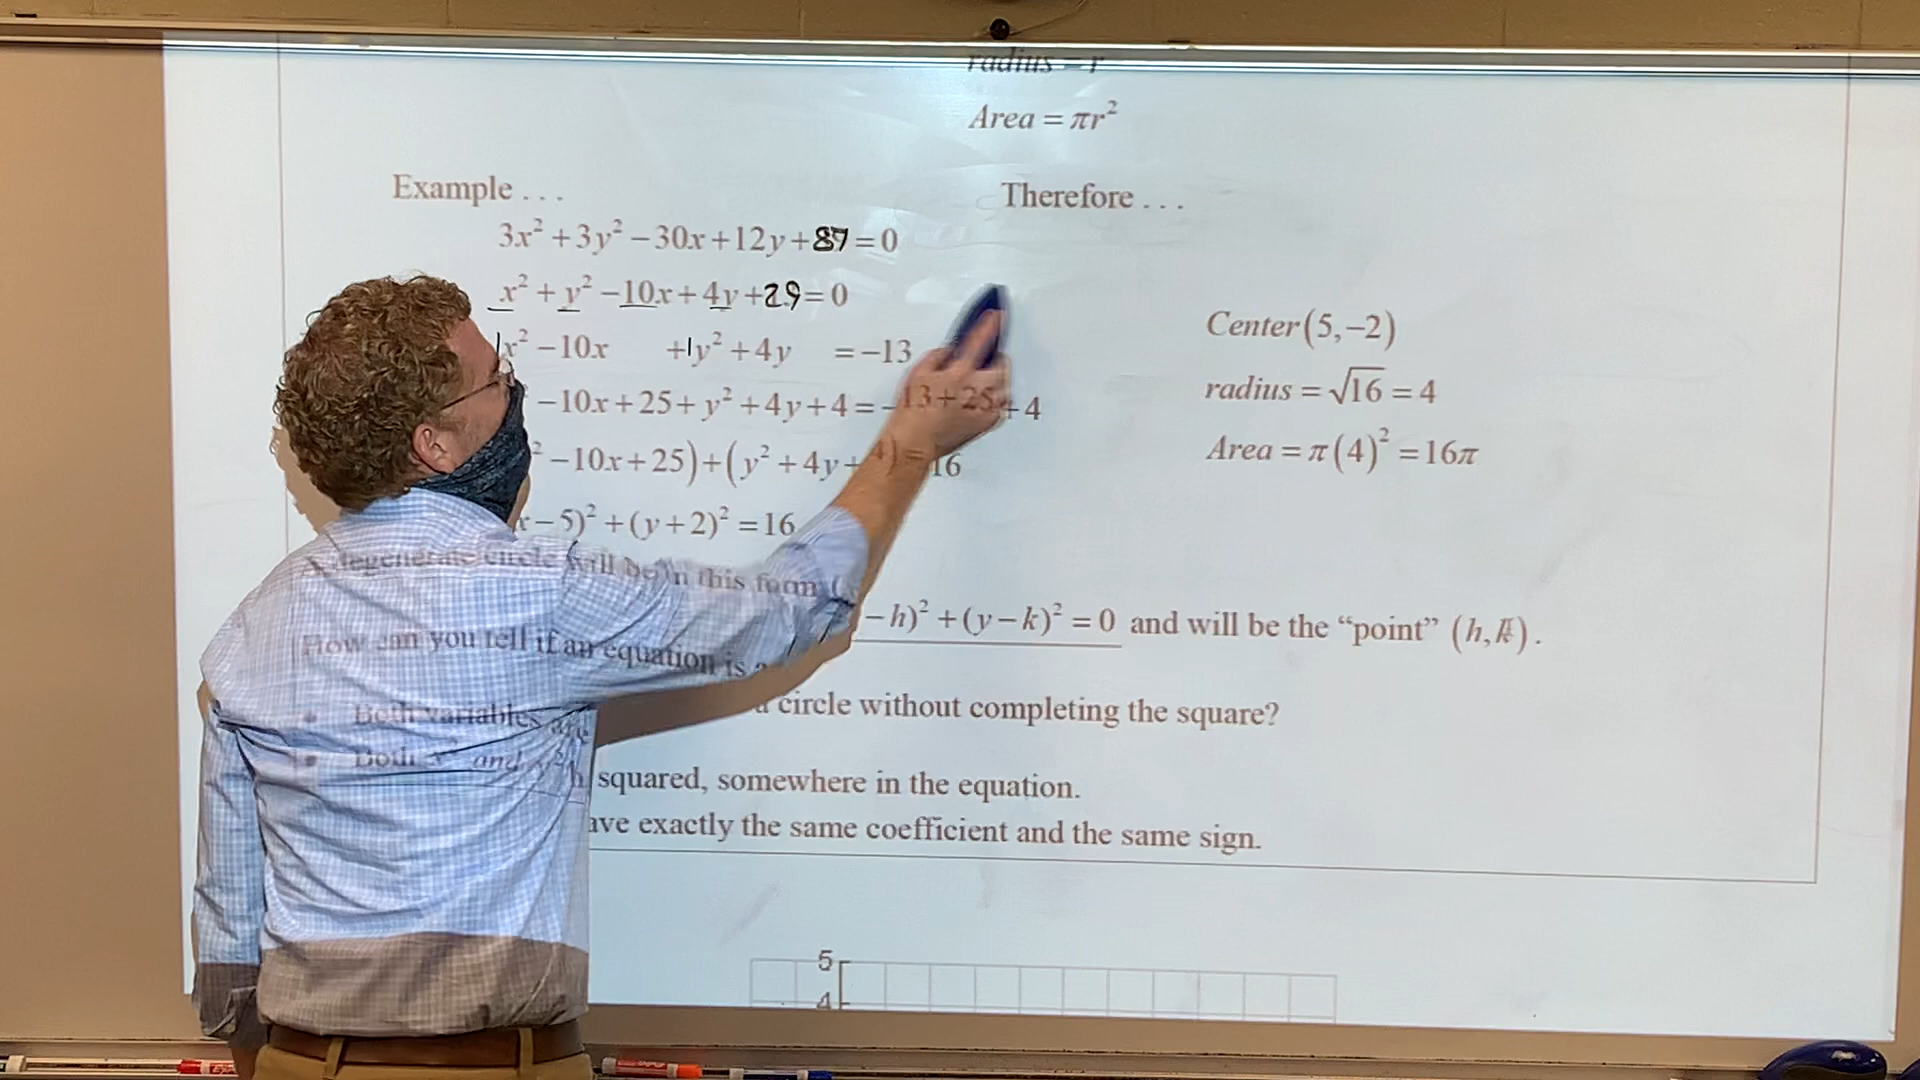 radius = r
Area = πr²
Example . . .
Therefore . . .
3x² + 3y² − 30x + 12y + 87 = 0
x² + y² − 10x + 4y + 29 = 0
1x² − 10x + 1y² + 4y = −13
− 10x + 25 + y² + 4y + 4 = −13 + 25 + 4
² − 10x + 25) + (y² + 4y + 4) = 16
x − 5)² + (y + 2)² = 16
Center(5, −2)
radius = √16 = 4
Area = π(4)² = 16π
A degenerate circle will be in this form (
− h)² + (y − k)² = 0 and will be the “point” (h, k).
How can you tell if an equation is a circle without completing the square?
• Both variables are squared, somewhere in the equation.
• Both x² and y² have exactly the same coefficient and the same sign.
5
4